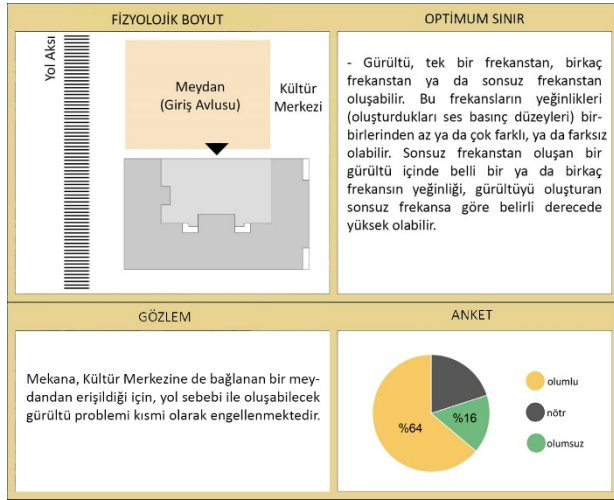 FİZYOLOJİK BOYUT
Yol Aksı
Meydan
(Giriş Avlusu)
Kültür
Merkezi
OPTİMUM SINIR
- Gürültü, tek bir frekanstan, birkaç
frekanstan ya da sonsuz frekanstan
oluşabilir. Bu frekansların yeğinlikleri
(oluşturdukları ses basınç düzeyleri) bir-
birlerinden az ya da çok farklı, ya da farksız
olabilir. Sonsuz frekanstan oluşan bir
gürültü içinde belli bir ya da birkaç
frekansın yeğinliği, gürültüyü oluşturan
sonsuz frekansa göre belirli derecede
yüksek olabilir.
GÖZLEM
Mekana, Kültür Merkezine de bağlanan bir mey-
dandan erişildiği için, yol sebebi ile oluşabilecek
gürültü problemi kısmi olarak engellenmektedir.
ANKET
%64
%16
olumlu
nötr
olumsuz